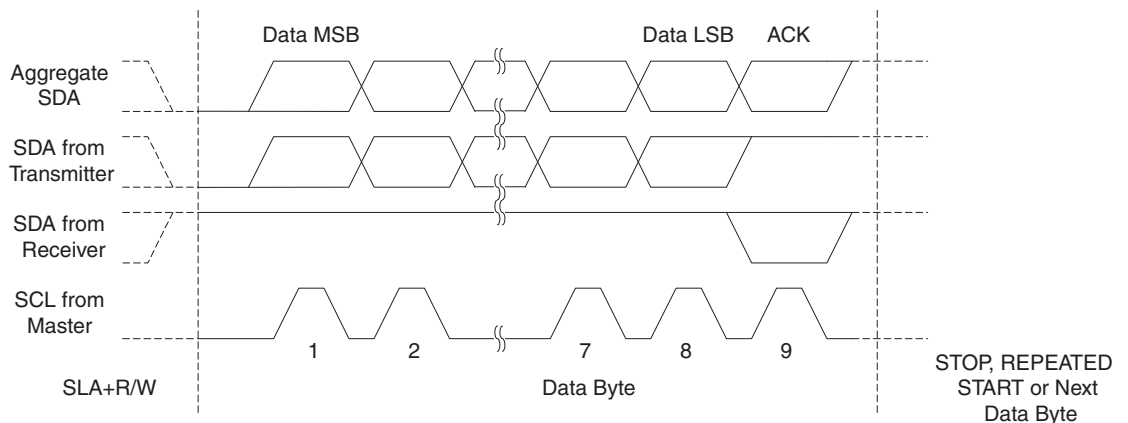 Data MSB
Data LSB
ACK
Aggregate
SDA
SDA from
Transmitter
SDA from
Receiver
SCL from
Master
1
2
7
8
9
SLA+R/W
Data Byte
STOP, REPEATED
START or Next
Data Byte